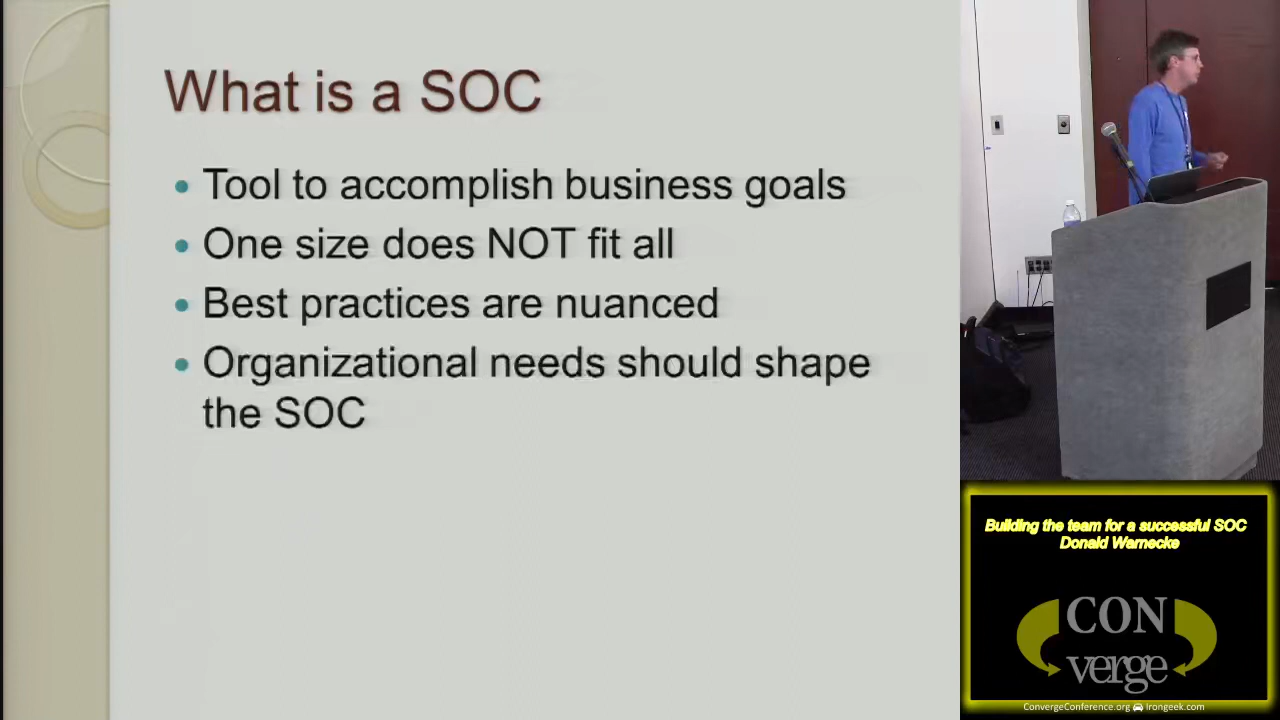 What is a SOC
Tool to accomplish business goals
One size does NOT fit all
Best practices are nuanced
Organizational needs should shape
the SOC
Building the team for a successful SOC
Donald Warnecke
CON
verge
ConvergeConference.org Irongeek.com